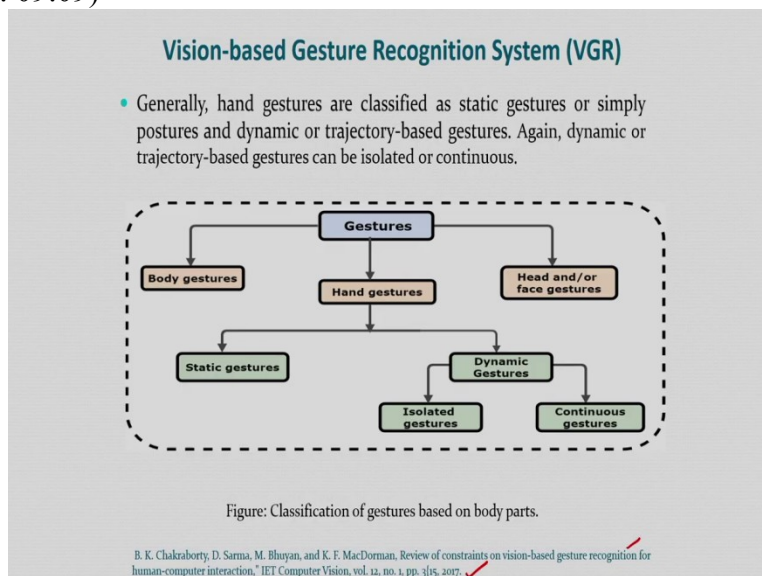 : 09:09)
Vision-based Gesture Recognition System (VGR)
• Generally, hand gestures are classified as static gestures or simply
postures and dynamic or trajectory-based gestures. Again, dynamic or
trajectory-based gestures can be isolated or continuous.
Gestures
Body gestures
Hand gestures
Head and/or
face gestures
Static gestures
Dynamic
Gestures
Isolated
gestures
Continuous
gestures
Figure: Classification of gestures based on body parts.
B. K. Chakraborty, D. Sarma, M. Bhuyan, and K. F. MacDorman, Review of constraints on vision-based gesture recognition for
human-computer interaction," IET Computer Vision, vol. 12, no. 1, pp. 3{15, 2017.